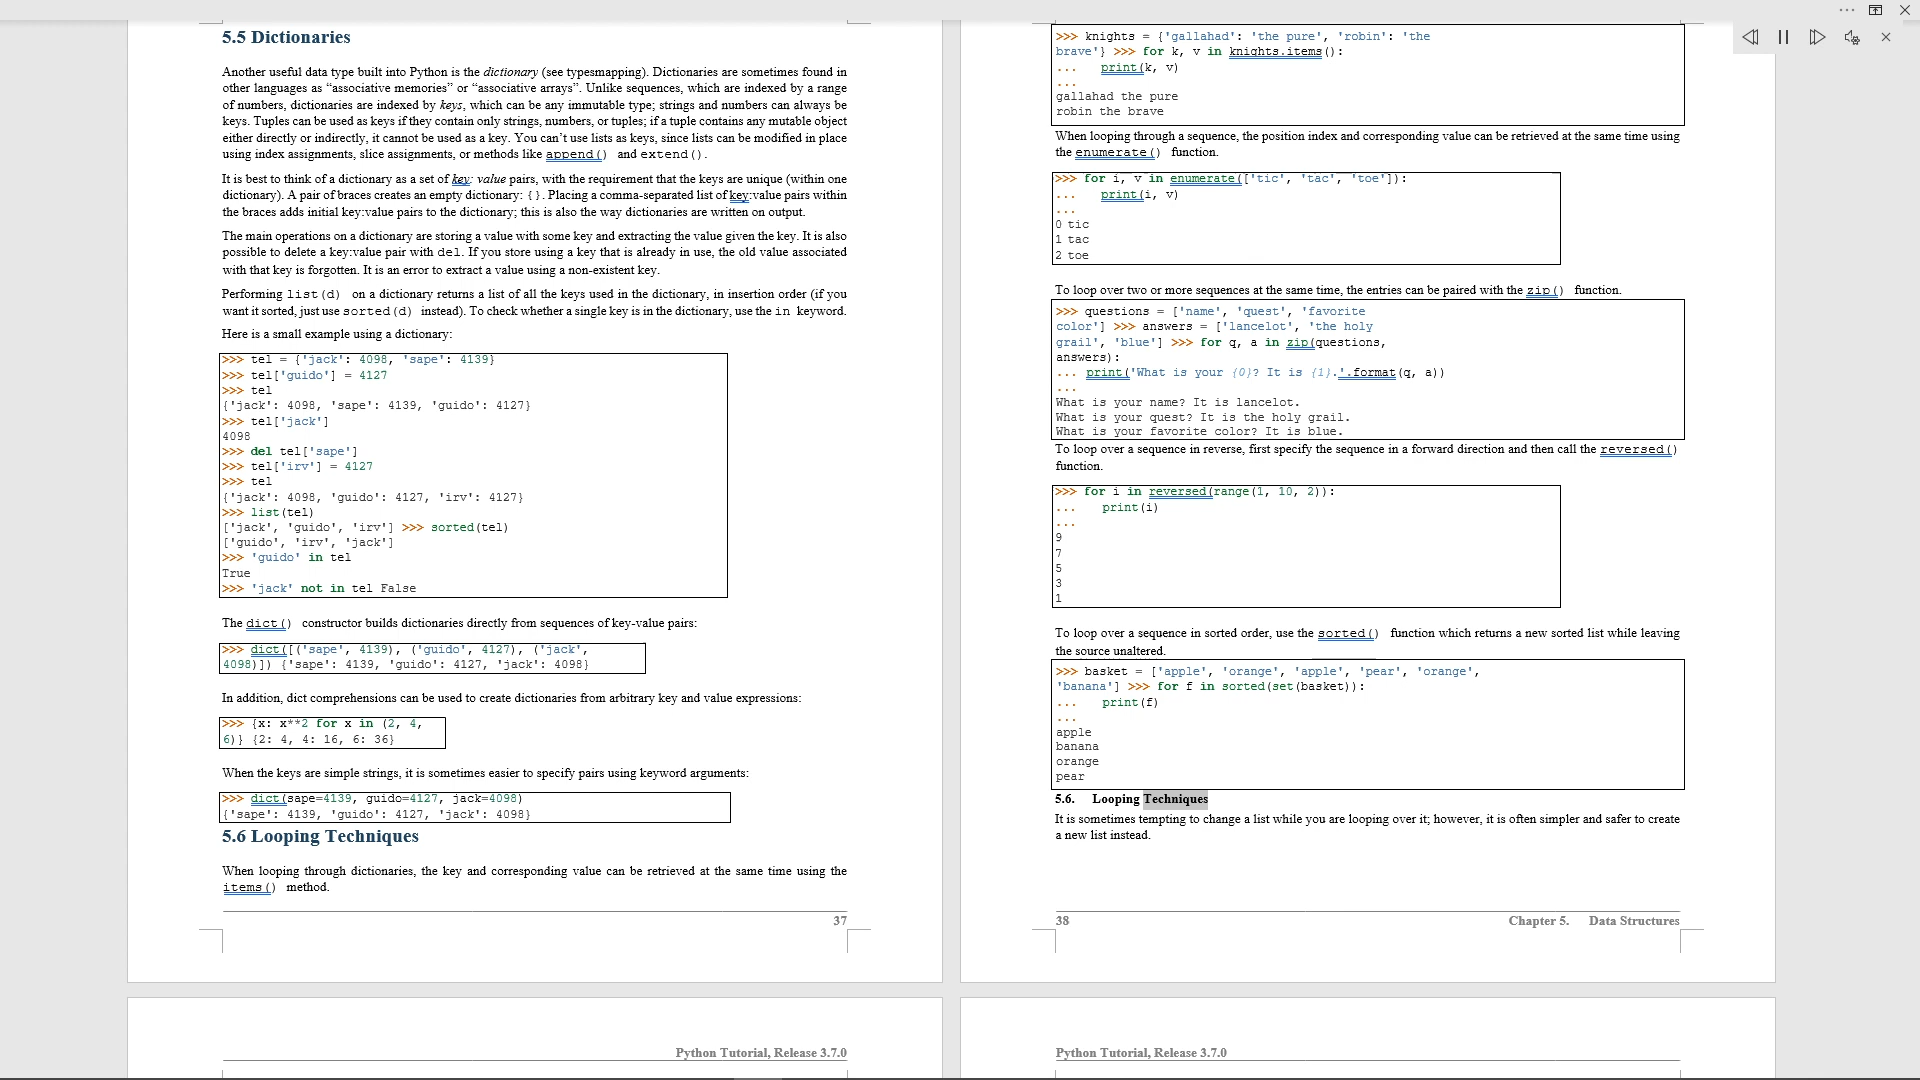 5.5 Dictionaries
Another useful data type built into Python is the dictionary (see typesmapping). Dictionaries are sometimes found in
other languages as “associative memories” or “associative arrays”. Unlike sequences, which are indexed by a range
of numbers, dictionaries are indexed by keys, which can be any immutable type; strings and numbers can always be
keys. Tuples can be used as keys if they contain only strings, numbers, or tuples; if a tuple contains any mutable object
either directly or indirectly, it cannot be used as a key. You can’t use lists as keys, since lists can be modified in place
using index assignments, slice assignments, or methods like append() and extend().
It is best to think of a dictionary as a set of key: value pairs, with the requirement that the keys are unique (within one
dictionary). A pair of braces creates an empty dictionary: {}. Placing a comma-separated list of key:value pairs within
the braces adds initial key:value pairs to the dictionary; this is also the way dictionaries are written on output.
The main operations on a dictionary are storing a value with some key and extracting the value given the key. It is also
possible to delete a key:value pair with del. If you store using a key that is already in use, the old value associated
with that key is forgotten. It is an error to extract a value using a non-existent key.
Performing list(d) on a dictionary returns a list of all the keys used in the dictionary, in insertion order (if you
want it sorted, just use sorted(d) instead). To check whether a single key is in the dictionary, use the in keyword.
Here is a small example using a dictionary:
>>> tel = {'jack': 4098, 'sape': 4139}
>>> tel['guido'] = 4127
>>> tel
{'jack': 4098, 'sape': 4139, 'guido': 4127}
>>> tel['jack']
4098
>>> del tel['sape']
>>> tel['irv'] = 4127
>>> tel
{'jack': 4098, 'guido': 4127, 'irv': 4127}
>>> list(tel)
['jack', 'guido', 'irv'] >>> sorted(tel)
['guido', 'irv', 'jack']
>>> 'guido' in tel
True
>>> 'jack' not in tel False
The dict() constructor builds dictionaries directly from sequences of key-value pairs:
>>> dict([('sape', 4139), ('guido', 4127), ('jack',
4098)]) {'sape': 4139, 'guido': 4127, 'jack': 4098}
In addition, dict comprehensions can be used to create dictionaries from arbitrary key and value expressions:
>>> {x: x**2 for x in (2, 4,
6)} {2: 4, 4: 16, 6: 36}
When the keys are simple strings, it is sometimes easier to specify pairs using keyword arguments:
>>> dict(sape=4139, guido=4127, jack=4098)
{'sape': 4139, 'guido': 4127, 'jack': 4098}
5.6 Looping Techniques
When looping through dictionaries, the key and corresponding value can be retrieved at the same time using the
items() method.
37
>>> knights = {'gallahad': 'the pure', 'robin': 'the
brave'} >>> for k, v in knights.items():
... print(k, v)
...
gallahad the pure
robin the brave
When looping through a sequence, the position index and corresponding value can be retrieved at the same time using
the enumerate() function.
>>> for i, v in enumerate(['tic', 'tac', 'toe']):
... print(i, v)
...
0 tic
1 tac
2 toe
To loop over two or more sequences at the same time, the entries can be paired with the zip() function.
>>> questions = ['name', 'quest', 'favorite
color'] >>> answers = ['lancelot', 'the holy
grail', 'blue'] >>> for q, a in zip(questions,
answers):
... print('What is your {0}? It is {1}.'.format(q, a))
...
What is your name? It is lancelot.
What is your quest? It is the holy grail.
What is your favorite color? It is blue.
To loop over a sequence in reverse, first specify the sequence in a forward direction and then call the reversed()
function.
>>> for i in reversed(range(1, 10, 2)):
... print(i)
...
9
7
5
3
1
To loop over a sequence in sorted order, use the sorted() function which returns a new sorted list while leaving
the source unaltered.
>>> basket = ['apple', 'orange', 'apple', 'pear', 'orange',
'banana'] >>> for f in sorted(set(basket)):
... print(f)
...
apple
banana
orange
pear
5.6. Looping Techniques
It is sometimes tempting to change a list while you are looping over it; however, it is often simpler and safer to create
a new list instead.
38 Chapter 5. Data Structures
Python Tutorial, Release 3.7.0
Python Tutorial, Release 3.7.0